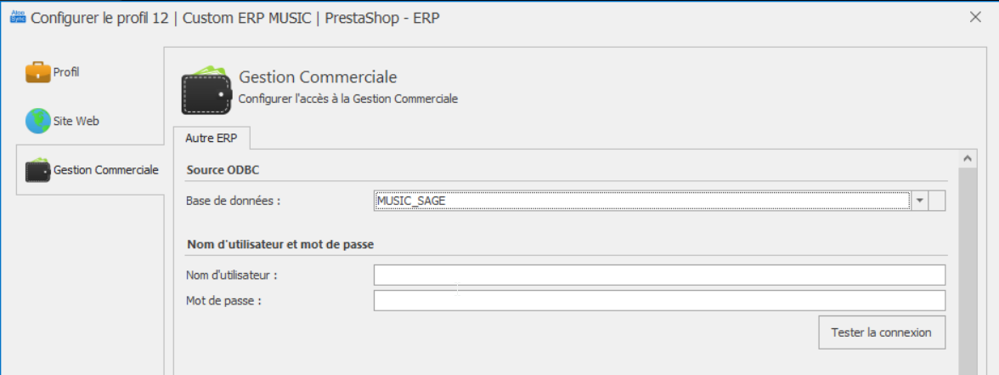 Atoo Sync Configurer le profil 12 | Custom ERP MUSIC | PrestaShop - ERP
Profil
Site Web
Gestion Commerciale
Gestion Commerciale
Configurer l'accès à la Gestion Commerciale
Autre ERP
Source ODBC
Base de données : MUSIC_SAGE
Nom d'utilisateur et mot de passe
Nom d'utilisateur :
Mot de passe :
Tester la connexion